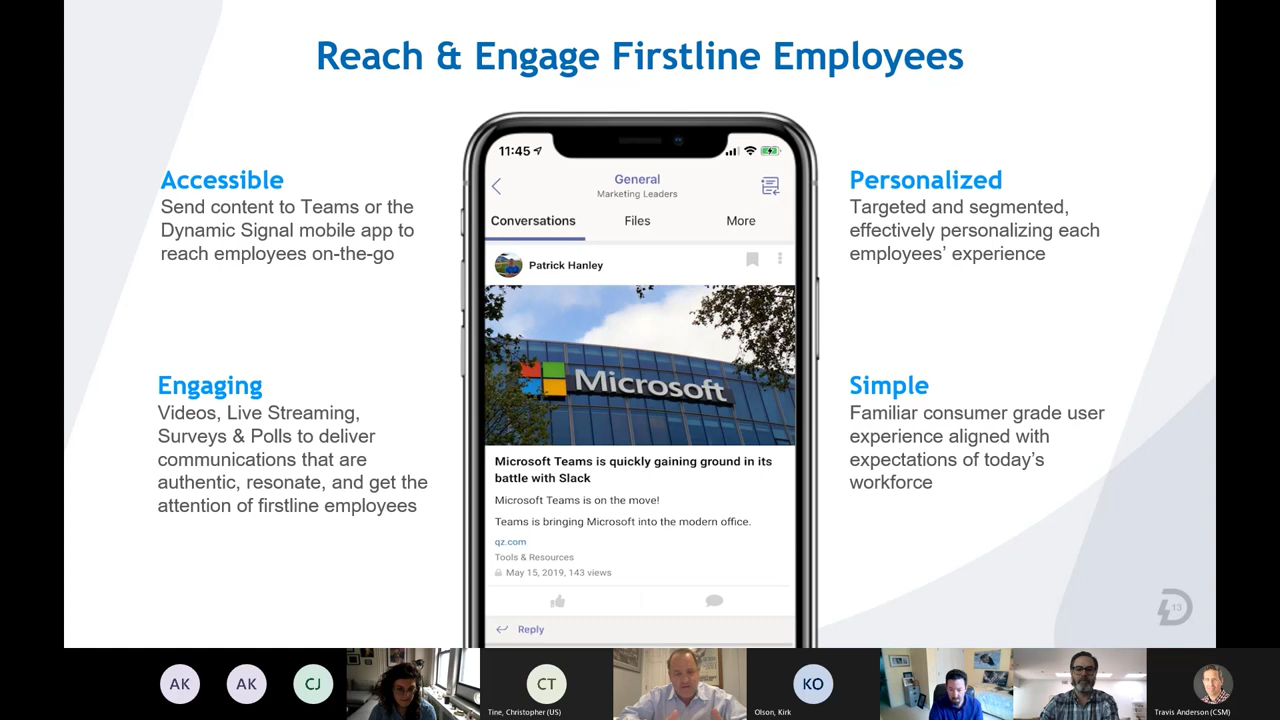 Reach & Engage Firstline Employees
Accessible
Send content to Teams or the
Dynamic Signal mobile app to
reach employees on-the-go
Engaging
Videos, Live Streaming,
Surveys & Polls to deliver
communications that are
authentic, resonate, and get the
attention of firstline employees
11:45
General
Marketing Leaders
Conversations Files More
Patrick Hanley
Microsoft
Microsoft Teams is quickly gaining ground in its
battle with Slack
Microsoft Teams is on the move!
Teams is bringing Microsoft into the modern office.
qz.com
Tools & Resources
May 15, 2019, 143 views
Reply
Personalized
Targeted and segmented,
effectively personalizing each
employees’ experience
Simple
Familiar consumer grade user
experience aligned with
expectations of today’s
workforce
13
AK AK CJ CT KO
Tine, Christopher (US) Olson, Kirk Travis Anderson (CSM)